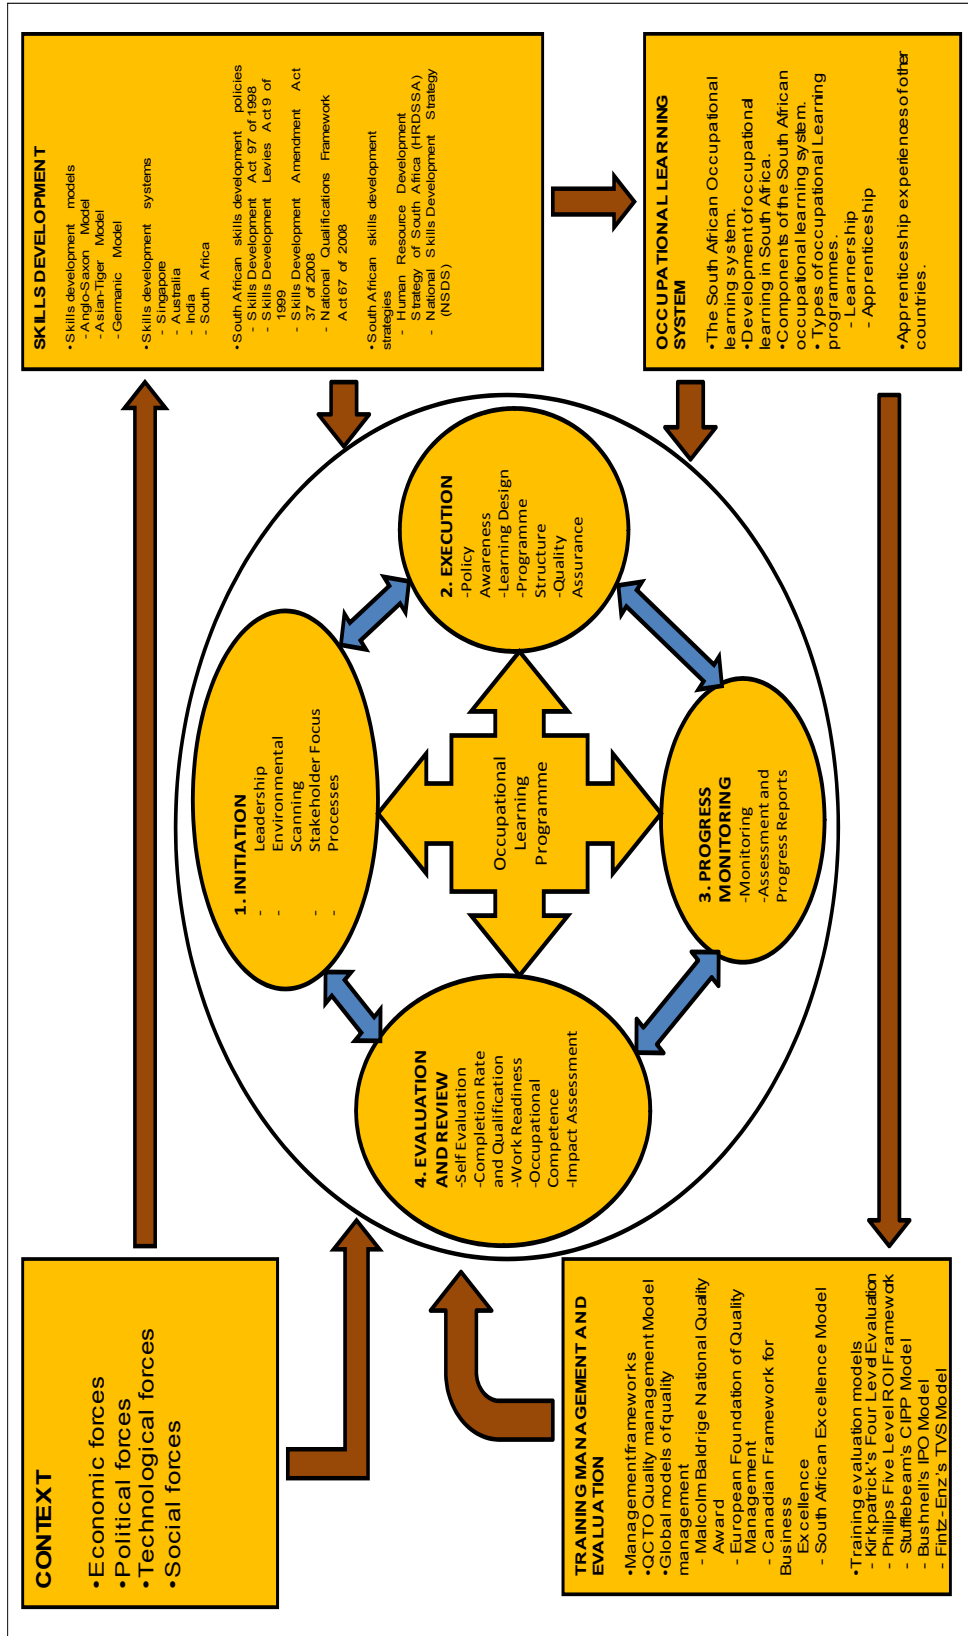 CONTEXT
•Economic forces
•Political forces
•Technological forces
•Social forces
SKILLS DEVELOPMENT
•Skills development models
- Anglo-Saxon Model
- Asian-Tiger Model
- Germanic Model
•Skills development systems
- Singapore
- Australia
- India
- South Africa
•South African skills development policies
- Skills Development Act 97 of 1998
- Skills Development Levies Act 9 of
1999
- Skills Development Amendment Act
37 of 2008
- National Qualifications Framework
Act 67 of 2008
•South African skills development
strategies
- Human Resource Development
Strategy of South Africa (HRDSSA)
- National Skills Development Strategy
(NSDS)
1. INITIATION
- Leadership
- Environmental
Scanning
- Stakeholder Focus
- Processes
2. EXECUTION
-Policy
Awareness
-Learning Design
-Programme
Structure
-Quality
Assurance
Occupational
Learning
Programme
3. PROGRESS
MONITORING
-Monitoring
-Assessment and
Progress Reports
4. EVALUATION
AND REVIEW
-Self Evaluation
-Completion Rate
and Qualification
-Work Readiness
-Occupational
Competence
-Impact Assessment
TRAINING MANAGEMENT AND
EVALUATION
•Management frameworks
•QCTO Quality management Model
•Global models of quality
management
- Malcolm Baldrige National Quality
Award
- European Foundation of Quality
Management
- Canadian Framework for
Business
Excellence
- South African Excellence Model
•Training evaluation models
- Kirkpatrick's Four Level Evaluation
- Phillips Five Level ROI Framework
- Stufflebeam's CIPP Model
- Bushnell's IPO Model
- Fintz-Enz's TVS Model
OCCUPATIONAL LEARNING
SYSTEM
•The South African Occupational
learning system.
•Development of occupational
learning in South Africa.
•Components of the South African
occupational learning system.
•Types of occupational Learning
programmes.
- Learnership
- Apprenticeship
•Apprenticeship experiences of other
countries.